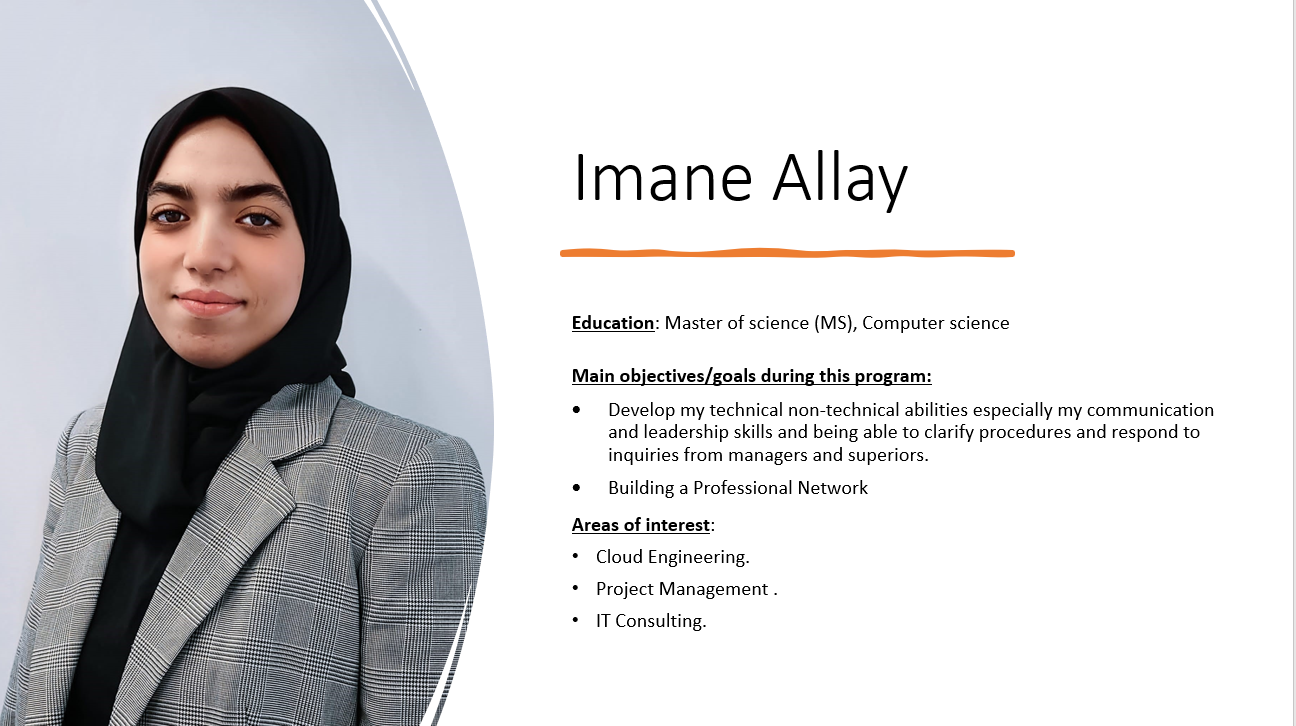 Imane Allay
Education: Master of science (MS), Computer science
Main objectives/goals during this program:
• Develop my technical non-technical abilities especially my communication
and leadership skills and being able to clarify procedures and respond to
inquiries from managers and superiors.
• Building a Professional Network
Areas of interest:
• Cloud Engineering.
• Project Management .
• IT Consulting.